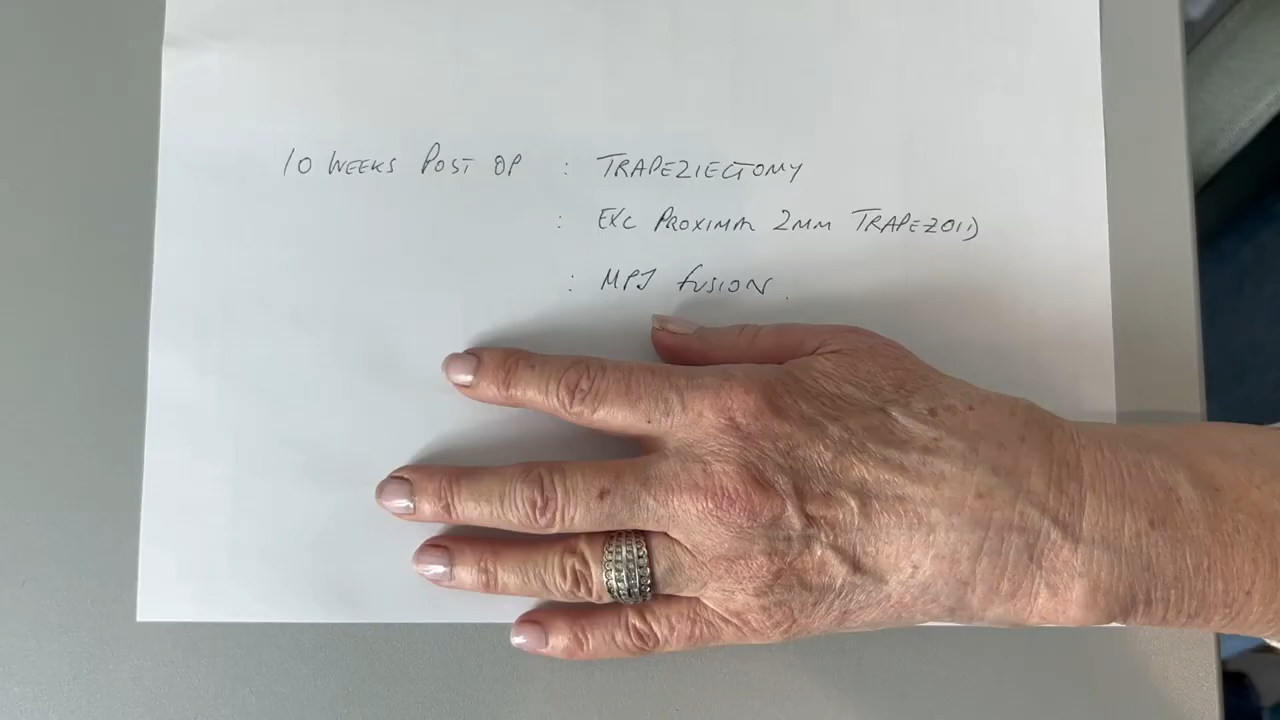 10 WEEKS POST OP : TRAPEZIECTOMY
: EXC PROXIMAL 2MM TRAPEZOID
: MPJ FUSION.